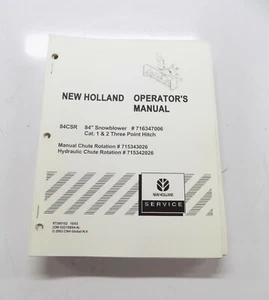 NEW HOLLAND OPERATOR'S
MANUAL
84CSR 84" Snowblower # 716347006
Cat. 1 & 2 Three Point Hitch
Manual Chute Rotation # 715343026
Hydraulic Chute Rotation # 715342026
NEW HOLLAND
SERVICE